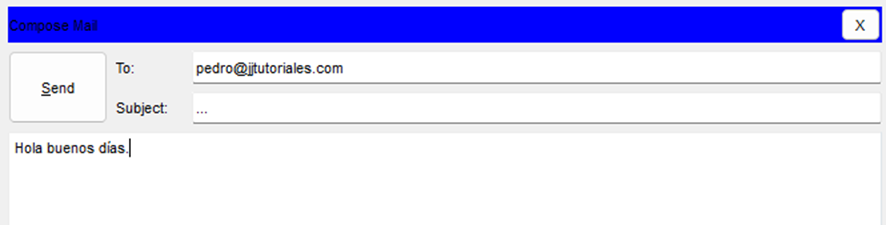 Compose Mail X
Send
To: pedro@jjtutoriales.com
Subject: ...
Hola buenos días.